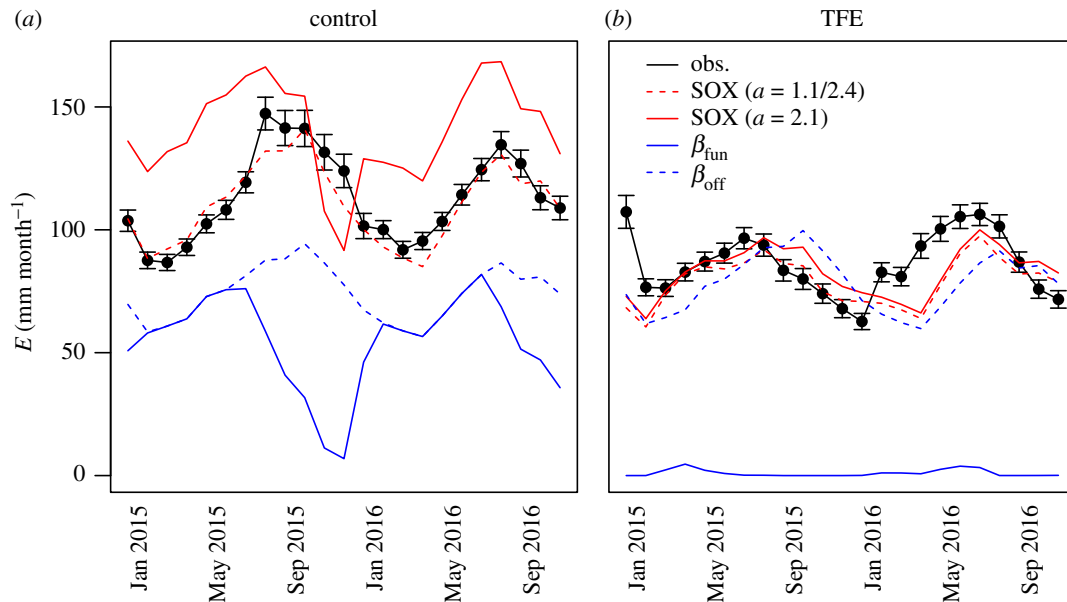 (a) control
(b) TFE
obs.
SOX (a = 1.1/2.4)
SOX (a = 2.1)
βfun
βoff
E (mm month−1)
150
100
50
0
Jan 2015
May 2015
Sep 2015
Jan 2016
May 2016
Sep 2016
Jan 2015
May 2015
Sep 2015
Jan 2016
May 2016
Sep 2016